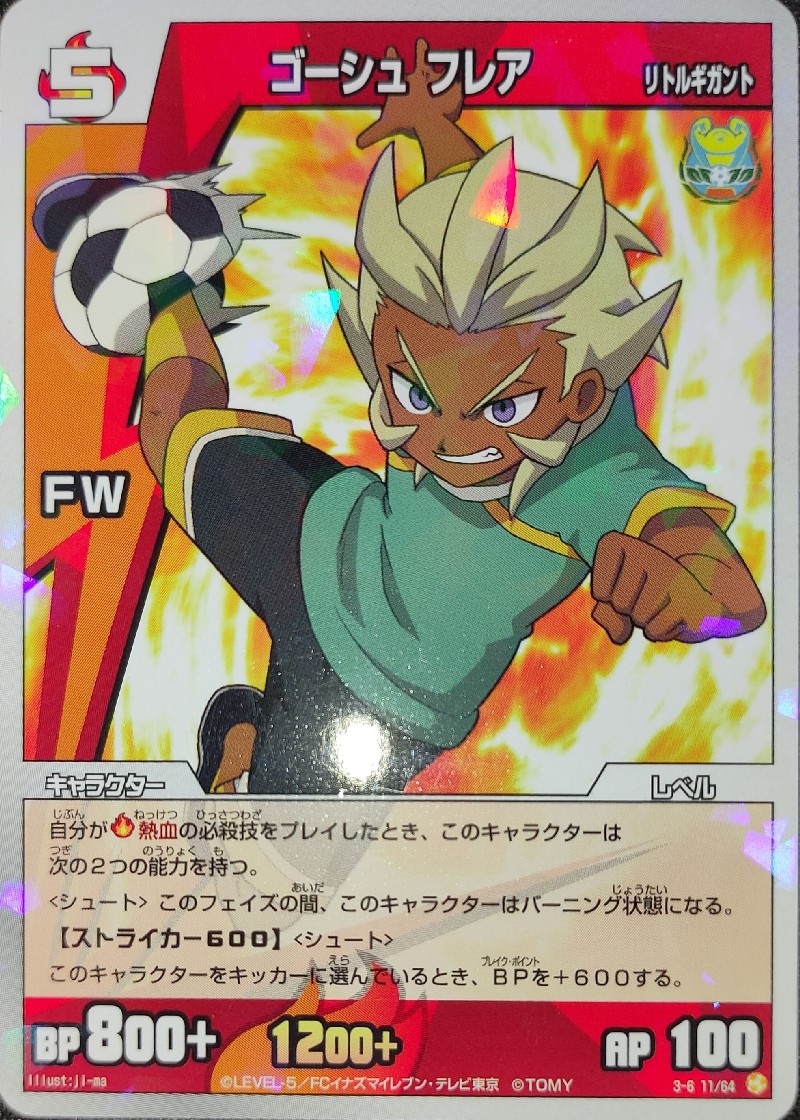 5
ゴーシュ フレア
リトルギガント
FW
キャラクター
レベル
自分が熱血の必殺技をプレイしたとき、このキャラクターは
次の2つの能力を持つ。
<シュート> このフェイズの間、このキャラクターはバーニング状態になる。
【ストライカー600】<シュート>
このキャラクターをキッカーに選んでいるとき、BPを+600する。
BP 800+
1200+
AP 100
Illust:ji-ma
©LEVEL-5/FCイナズマイレブン・テレビ東京 ©TOMY
3-6 11/64